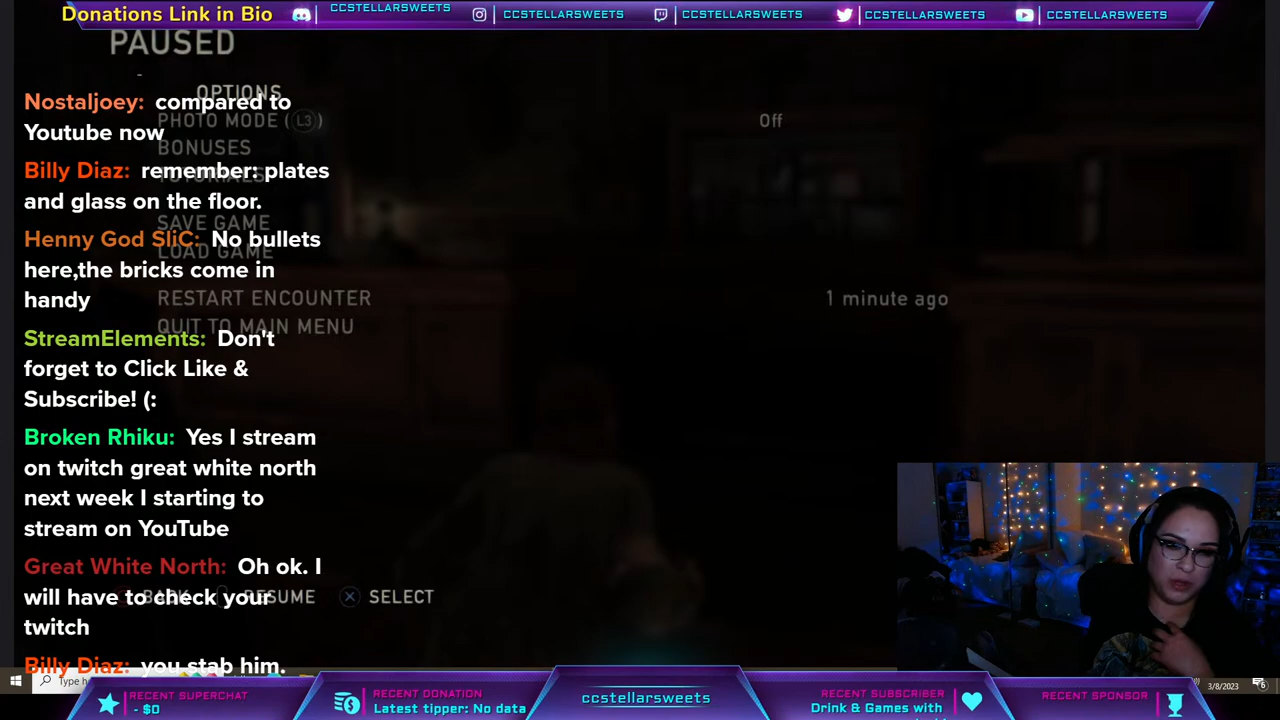 Donations Link in Bio
CCSTELLARSWEETS
CCSTELLARSWEETS
CCSTELLARSWEETS
CCSTELLARSWEETS
CCSTELLARSWEETS
PAUSED
OPTIONS
PHOTO MODE (L3)
Off
BONUSES
TUTORIALS
SAVE GAME
LOAD GAME
RESTART ENCOUNTER
1 minute ago
QUIT TO MAIN MENU
BACK
RESUME
SELECT
Nostaljoey: compared to
Youtube now
Billy Diaz: remember: plates
and glass on the floor.
Henny God SliC: No bullets
here,the bricks come in
handy
StreamElements: Don't
forget to Click Like &
Subscribe! (:
Broken Rhiku: Yes I stream
on twitch great white north
next week I starting to
stream on YouTube
Great White North: Oh ok. I
will have to check your
twitch
Billy Diaz: you stab him.
Type
3/8/2023
6
RECENT SUPERCHAT
- $0
RECENT DONATION
Latest tipper: No data
ccstellarsweets
RECENT SUBSCRIBER
Drink & Games with
RECENT SPONSOR